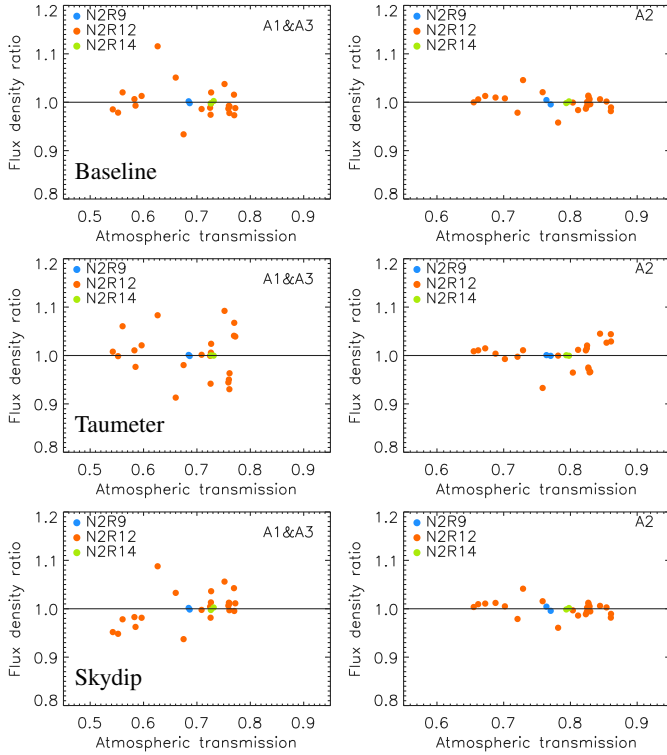 1.2
1.1
1.0
0.9
0.8
Flux density ratio
N2R9
N2R12
N2R14
A1&A3
Baseline
0.5 0.6 0.7 0.8 0.9
Atmospheric transmission
1.2
1.1
1.0
0.9
0.8
Flux density ratio
N2R9
N2R12
N2R14
A2
0.6 0.7 0.8 0.9
Atmospheric transmission
1.2
1.1
1.0
0.9
0.8
Flux density ratio
N2R9
N2R12
N2R14
A1&A3
Taumeter
0.5 0.6 0.7 0.8 0.9
Atmospheric transmission
1.2
1.1
1.0
0.9
0.8
Flux density ratio
N2R9
N2R12
N2R14
A2
0.6 0.7 0.8 0.9
Atmospheric transmission
1.2
1.1
1.0
0.9
0.8
Flux density ratio
N2R9
N2R12
N2R14
A1&A3
Skydip
0.5 0.6 0.7 0.8 0.9
Atmospheric transmission
1.2
1.1
1.0
0.9
0.8
Flux density ratio
N2R9
N2R12
N2R14
A2
0.6 0.7 0.8 0.9
Atmospheric transmission